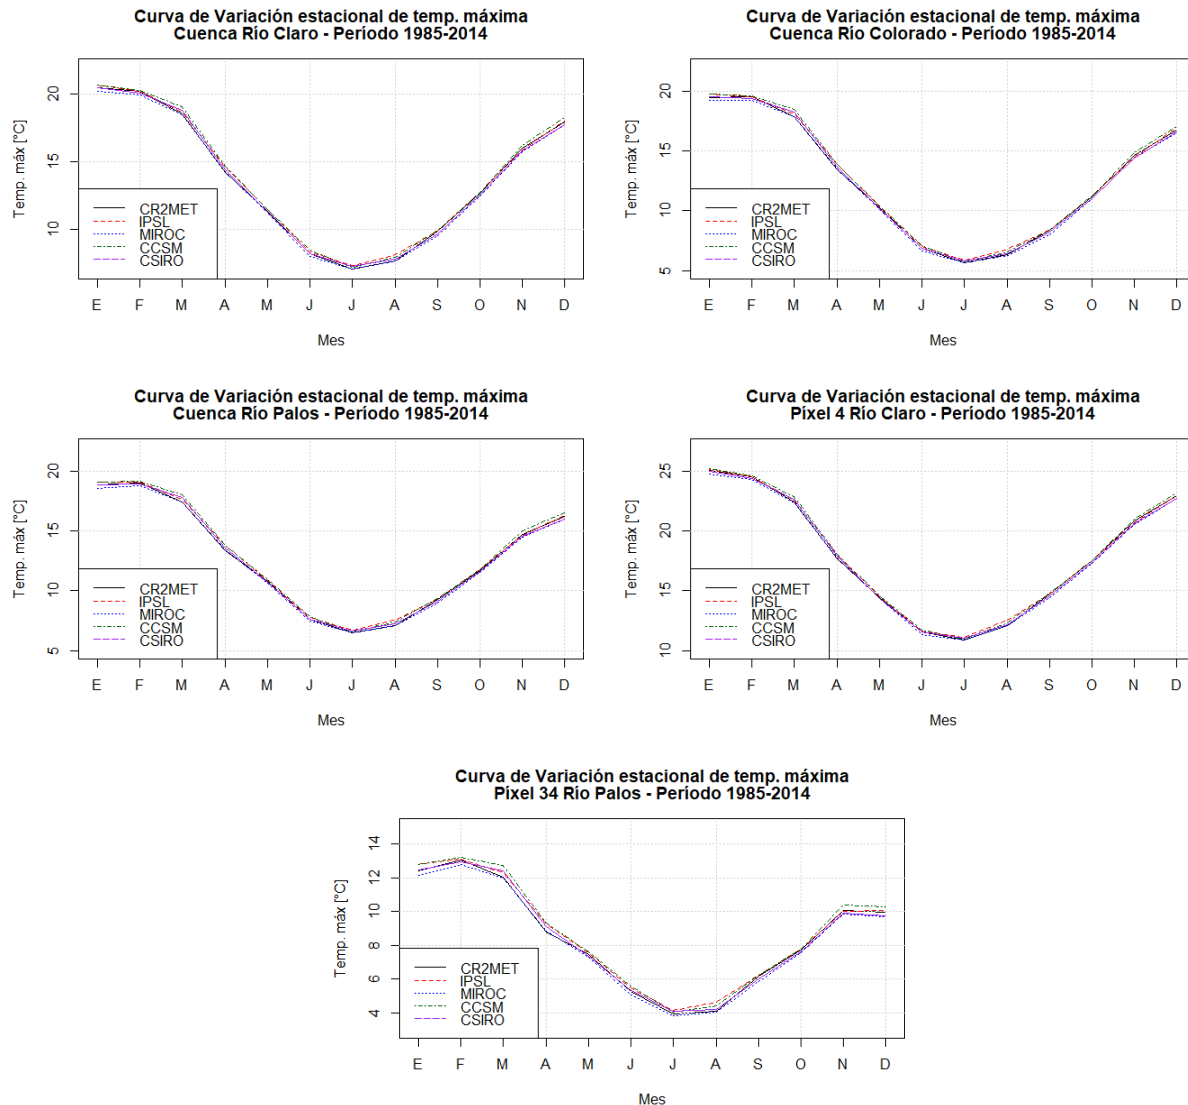 Curva de Variación estacional de temp. máxima
Cuenca Río Claro - Período 1985-2014
Temp. máx [°C]
20
15
10
CR2MET
IPSL
MIROC
CCSM
CSIRO
E F M A M J J A S O N D
Mes
Curva de Variación estacional de temp. máxima
Cuenca Río Colorado - Período 1985-2014
Temp. máx [°C]
20
15
10
5
CR2MET
IPSL
MIROC
CCSM
CSIRO
E F M A M J J A S O N D
Mes
Curva de Variación estacional de temp. máxima
Cuenca Río Palos - Período 1985-2014
Temp. máx [°C]
20
15
10
5
CR2MET
IPSL
MIROC
CCSM
CSIRO
E F M A M J J A S O N D
Mes
Curva de Variación estacional de temp. máxima
Píxel 4 Río Claro - Período 1985-2014
Temp. máx [°C]
25
20
15
10
CR2MET
IPSL
MIROC
CCSM
CSIRO
E F M A M J J A S O N D
Mes
Curva de Variación estacional de temp. máxima
Píxel 34 Río Palos - Período 1985-2014
Temp. máx [°C]
14
12
10
8
6
4
CR2MET
IPSL
MIROC
CCSM
CSIRO
E F M A M J J A S O N D
Mes